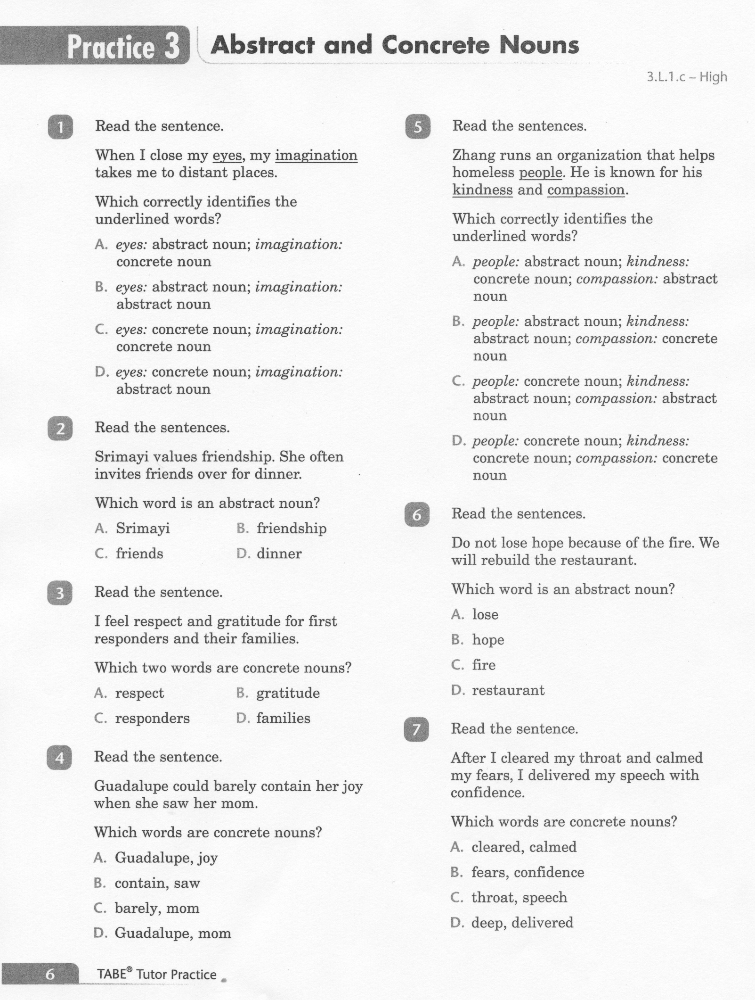 Practice 3
Abstract and Concrete Nouns
3.L.1.c – High
1
Read the sentence.
When I close my eyes, my imagination
takes me to distant places.
Which correctly identifies the
underlined words?
A. eyes: abstract noun; imagination:
concrete noun
B. eyes: abstract noun; imagination:
abstract noun
C. eyes: concrete noun; imagination:
concrete noun
D. eyes: concrete noun; imagination:
abstract noun
2
Read the sentences.
Srimayi values friendship. She often
invites friends over for dinner.
Which word is an abstract noun?
A. Srimayi B. friendship
C. friends D. dinner
3
Read the sentence.
I feel respect and gratitude for first
responders and their families.
Which two words are concrete nouns?
A. respect B. gratitude
C. responders D. families
4
Read the sentence.
Guadalupe could barely contain her joy
when she saw her mom.
Which words are concrete nouns?
A. Guadalupe, joy
B. contain, saw
C. barely, mom
D. Guadalupe, mom
5
Read the sentences.
Zhang runs an organization that helps
homeless people. He is known for his
kindness and compassion.
Which correctly identifies the
underlined words?
A. people: abstract noun; kindness:
concrete noun; compassion: abstract
noun
B. people: abstract noun; kindness:
abstract noun; compassion: concrete
noun
C. people: concrete noun; kindness:
abstract noun; compassion: abstract
noun
D. people: concrete noun; kindness:
concrete noun; compassion: concrete
noun
6
Read the sentences.
Do not lose hope because of the fire. We
will rebuild the restaurant.
Which word is an abstract noun?
A. lose
B. hope
C. fire
D. restaurant
7
Read the sentence.
After I cleared my throat and calmed
my fears, I delivered my speech with
confidence.
Which words are concrete nouns?
A. cleared, calmed
B. fears, confidence
C. throat, speech
D. deep, delivered
6
TABE® Tutor Practice